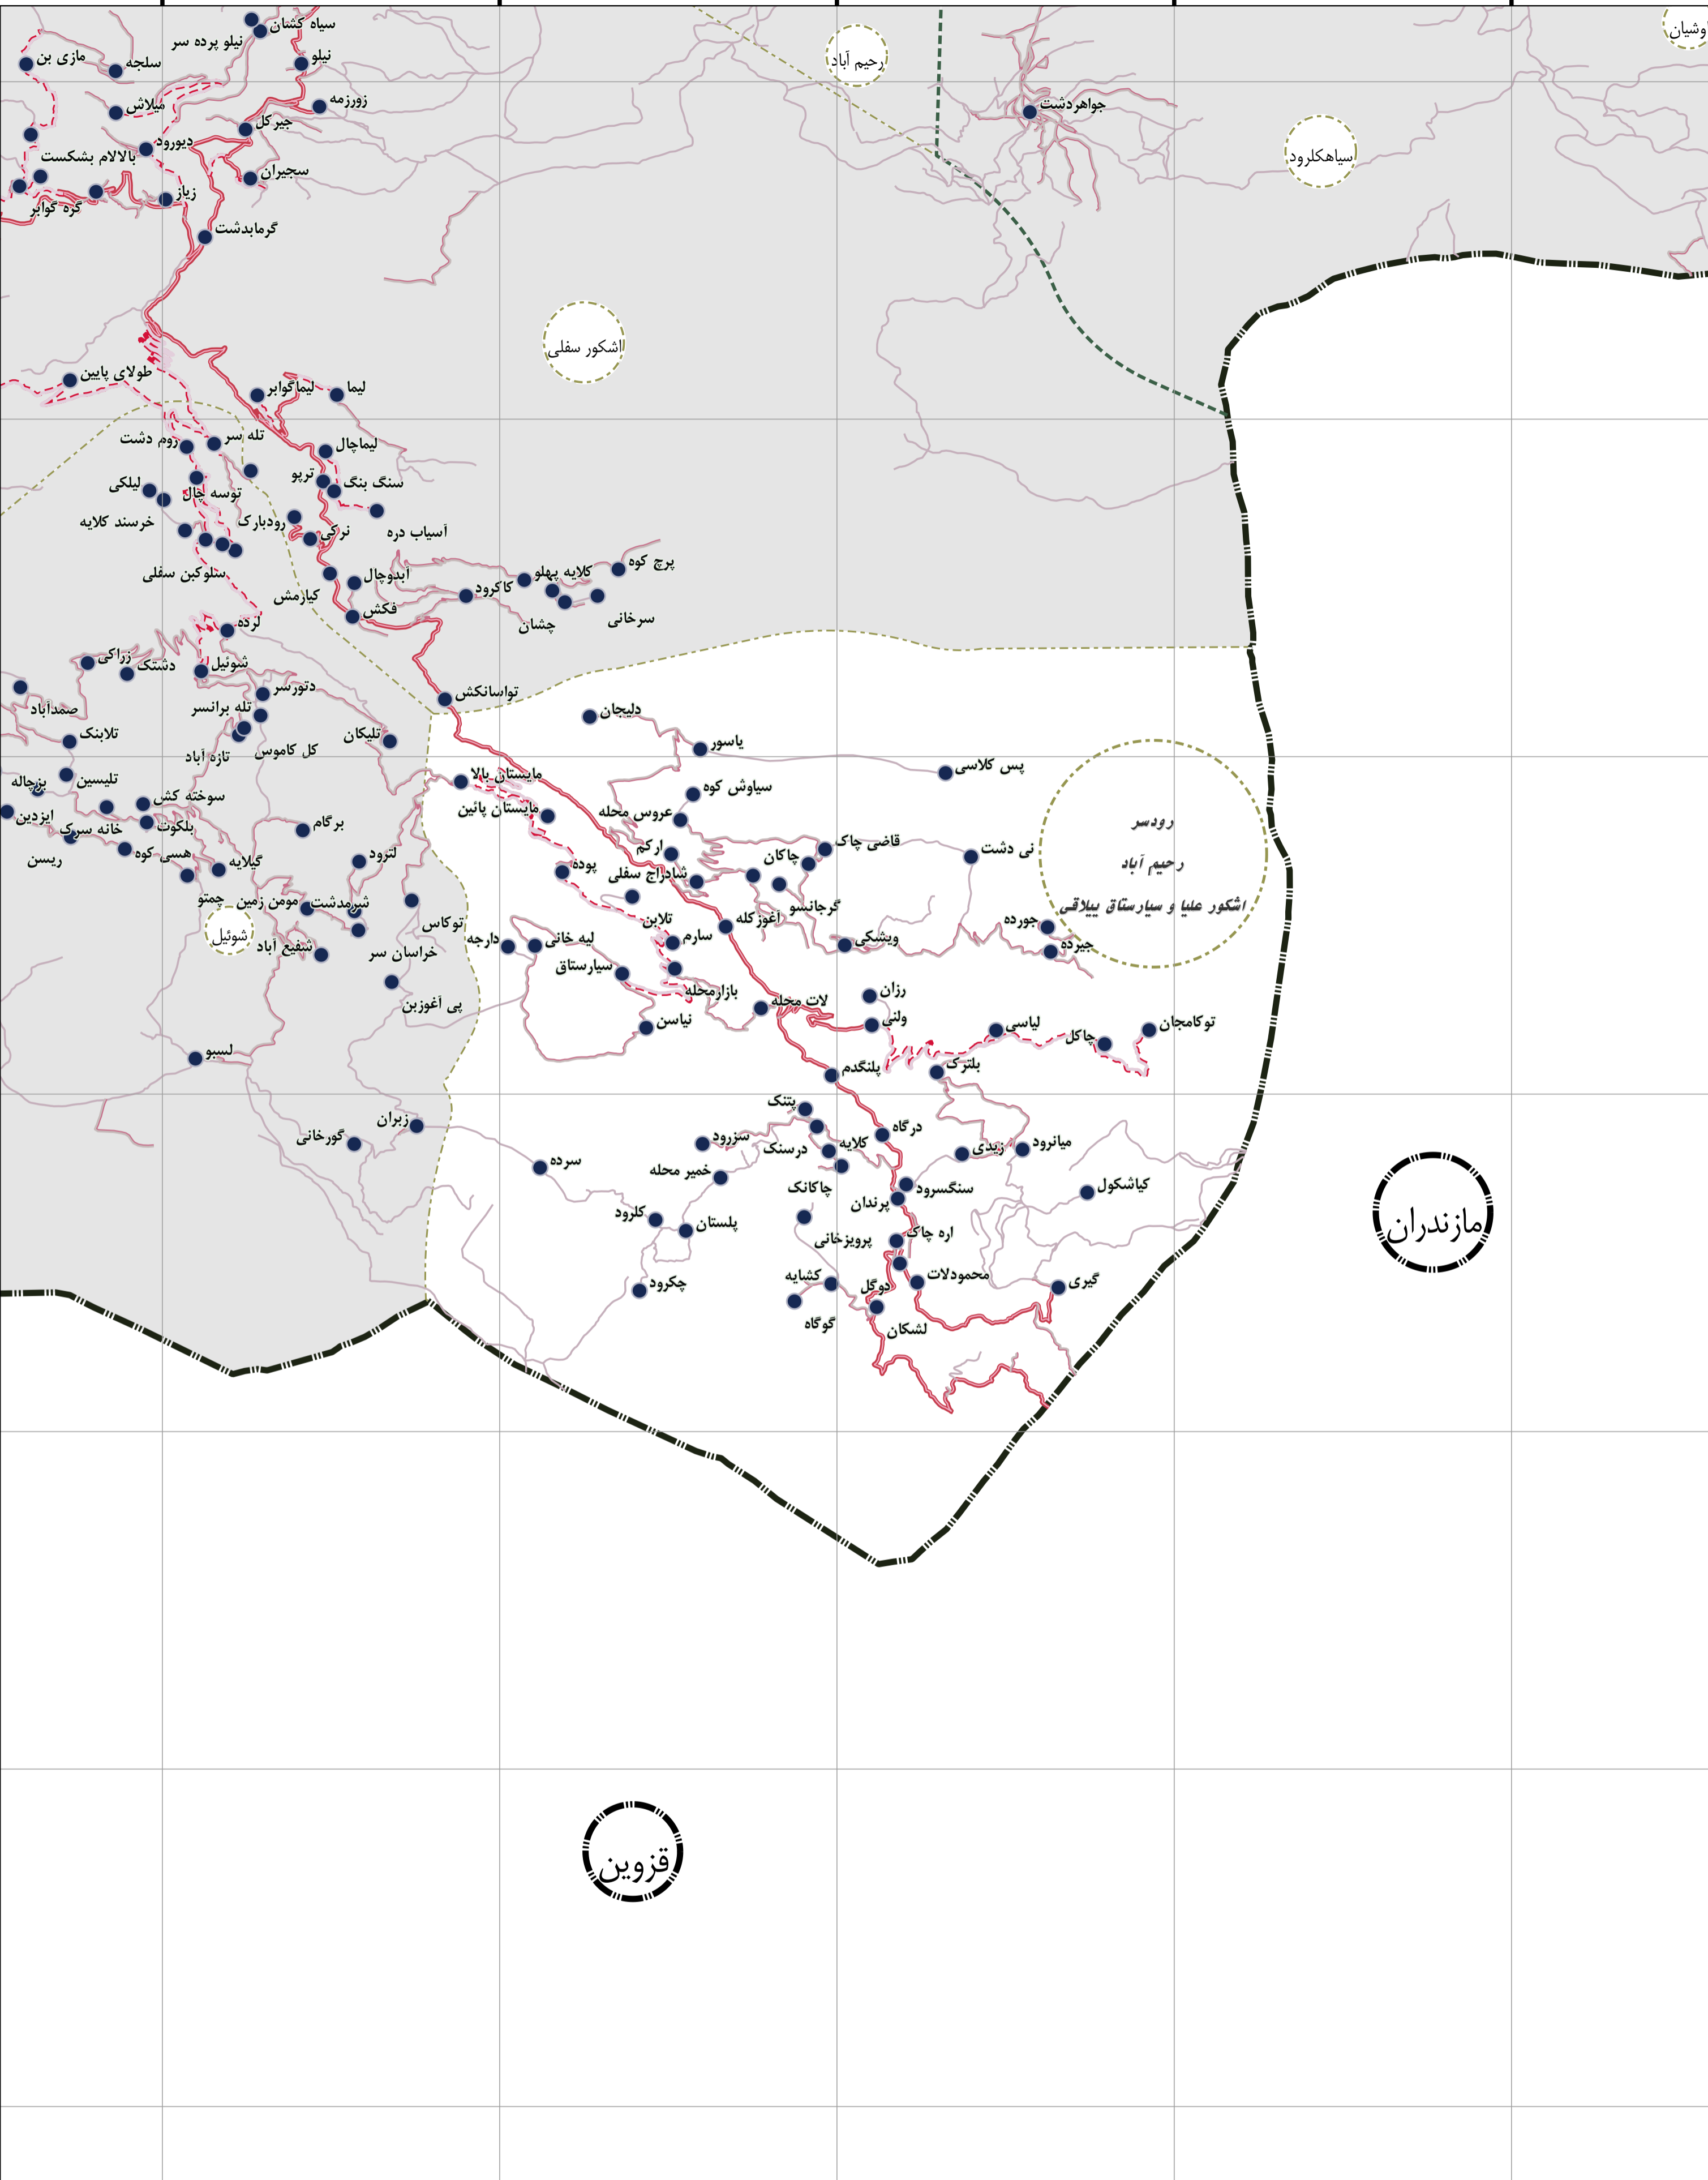 سیاه کشان
نیلو پرده سر
نیلو
مازی بن
سلجه
رحیم آباد
زورزمه
جواهردشت
میلاش
جیرکل
دیورود
بالالام بشکست
سیاهکلرود
سجیران
زیاز
گره گوابر
گرمابدشت
اشکور سفلی
طولای پایین
لیماگوابر
لیما
تله سر
روم دشت
لیماچال
ترپو
سنگ بنگ
لیلکی
توسه چال
خرسند کلایه
رودبارک
نرکی
آسیاب دره
پرچ کوه
کلایه پهلو
سلوکبن سفلی
آبدوچال
کاکرود
کیارمش
فکش
سرخانی
چشان
لرده
زراکی
دشتک
شوئیل
دتورسر
تواسانکش
صمدآباد
تله برانسر
دلیجان
تلابنک
تلیکان
یاسور
تازه آباد
کل کاموس
پس کلاسی
تلیسین
بزچاله
مایستان بالا
سیاوش کوه
سوخته کش
مایستان پائین
عروس محله
ایزدین
خانه سرک
بلکوت
برگام
رودسر
رحیم آباد
اشکور علیا و سیارستاق ییلاقی
ارکم
قاضی چاک
چاکان
نی دشت
ریسن
هسی کوه
گیلایه
لترود
پوده
شادراج سفلی
چمتو
مومن زمین
شیرمدشت
گرجانسو
آغوزکله
تلابن
جورده
جیرده
شوئیل
توکاس
دارجه
لیه خانی
سارم
ویشکی
شفیع آباد
خراسان سر
سیارستاق
بازارمحله
پی آغوزبن
لات محله
رزان
نیاسن
ولنی
لیاسی
چاکل
توکامجان
لسبو
پلنگدم
بلترک
پتنک
زیران
گورخانی
درگاه
سزرود
درسنک
کلایه
زیدی
میانرود
سرده
خمیر محله
چاکانک
سنگسرود
پرندان
کیاشکول
کلرود
پلستان
پرویزخانی
اره چاک
مازندران
چکرود
کشایه
دوگل
محمودلات
گیری
گوگاه
لشکان
قزوین